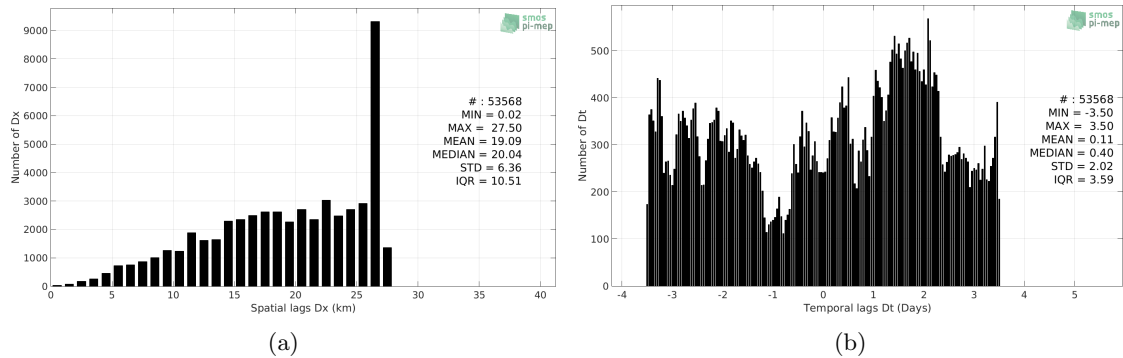 smos
pi-mep
9000
8000
7000
6000
5000
4000
3000
2000
1000
0
Number of Dx
# : 53568
MIN = 0.02
MAX = 27.50
MEAN = 19.09
MEDIAN = 20.04
STD = 6.36
IQR = 10.51
0 5 10 15 20 25 30 35 40
Spatial lags Dx (km)
(a)
smos
pi-mep
500
400
300
200
100
0
Number of Dt
# : 53568
MIN = -3.50
MAX = 3.50
MEAN = 0.11
MEDIAN = 0.40
STD = 2.02
IQR = 3.59
-4 -3 -2 -1 0 1 2 3 4 5
Temporal lags Dt (Days)
(b)